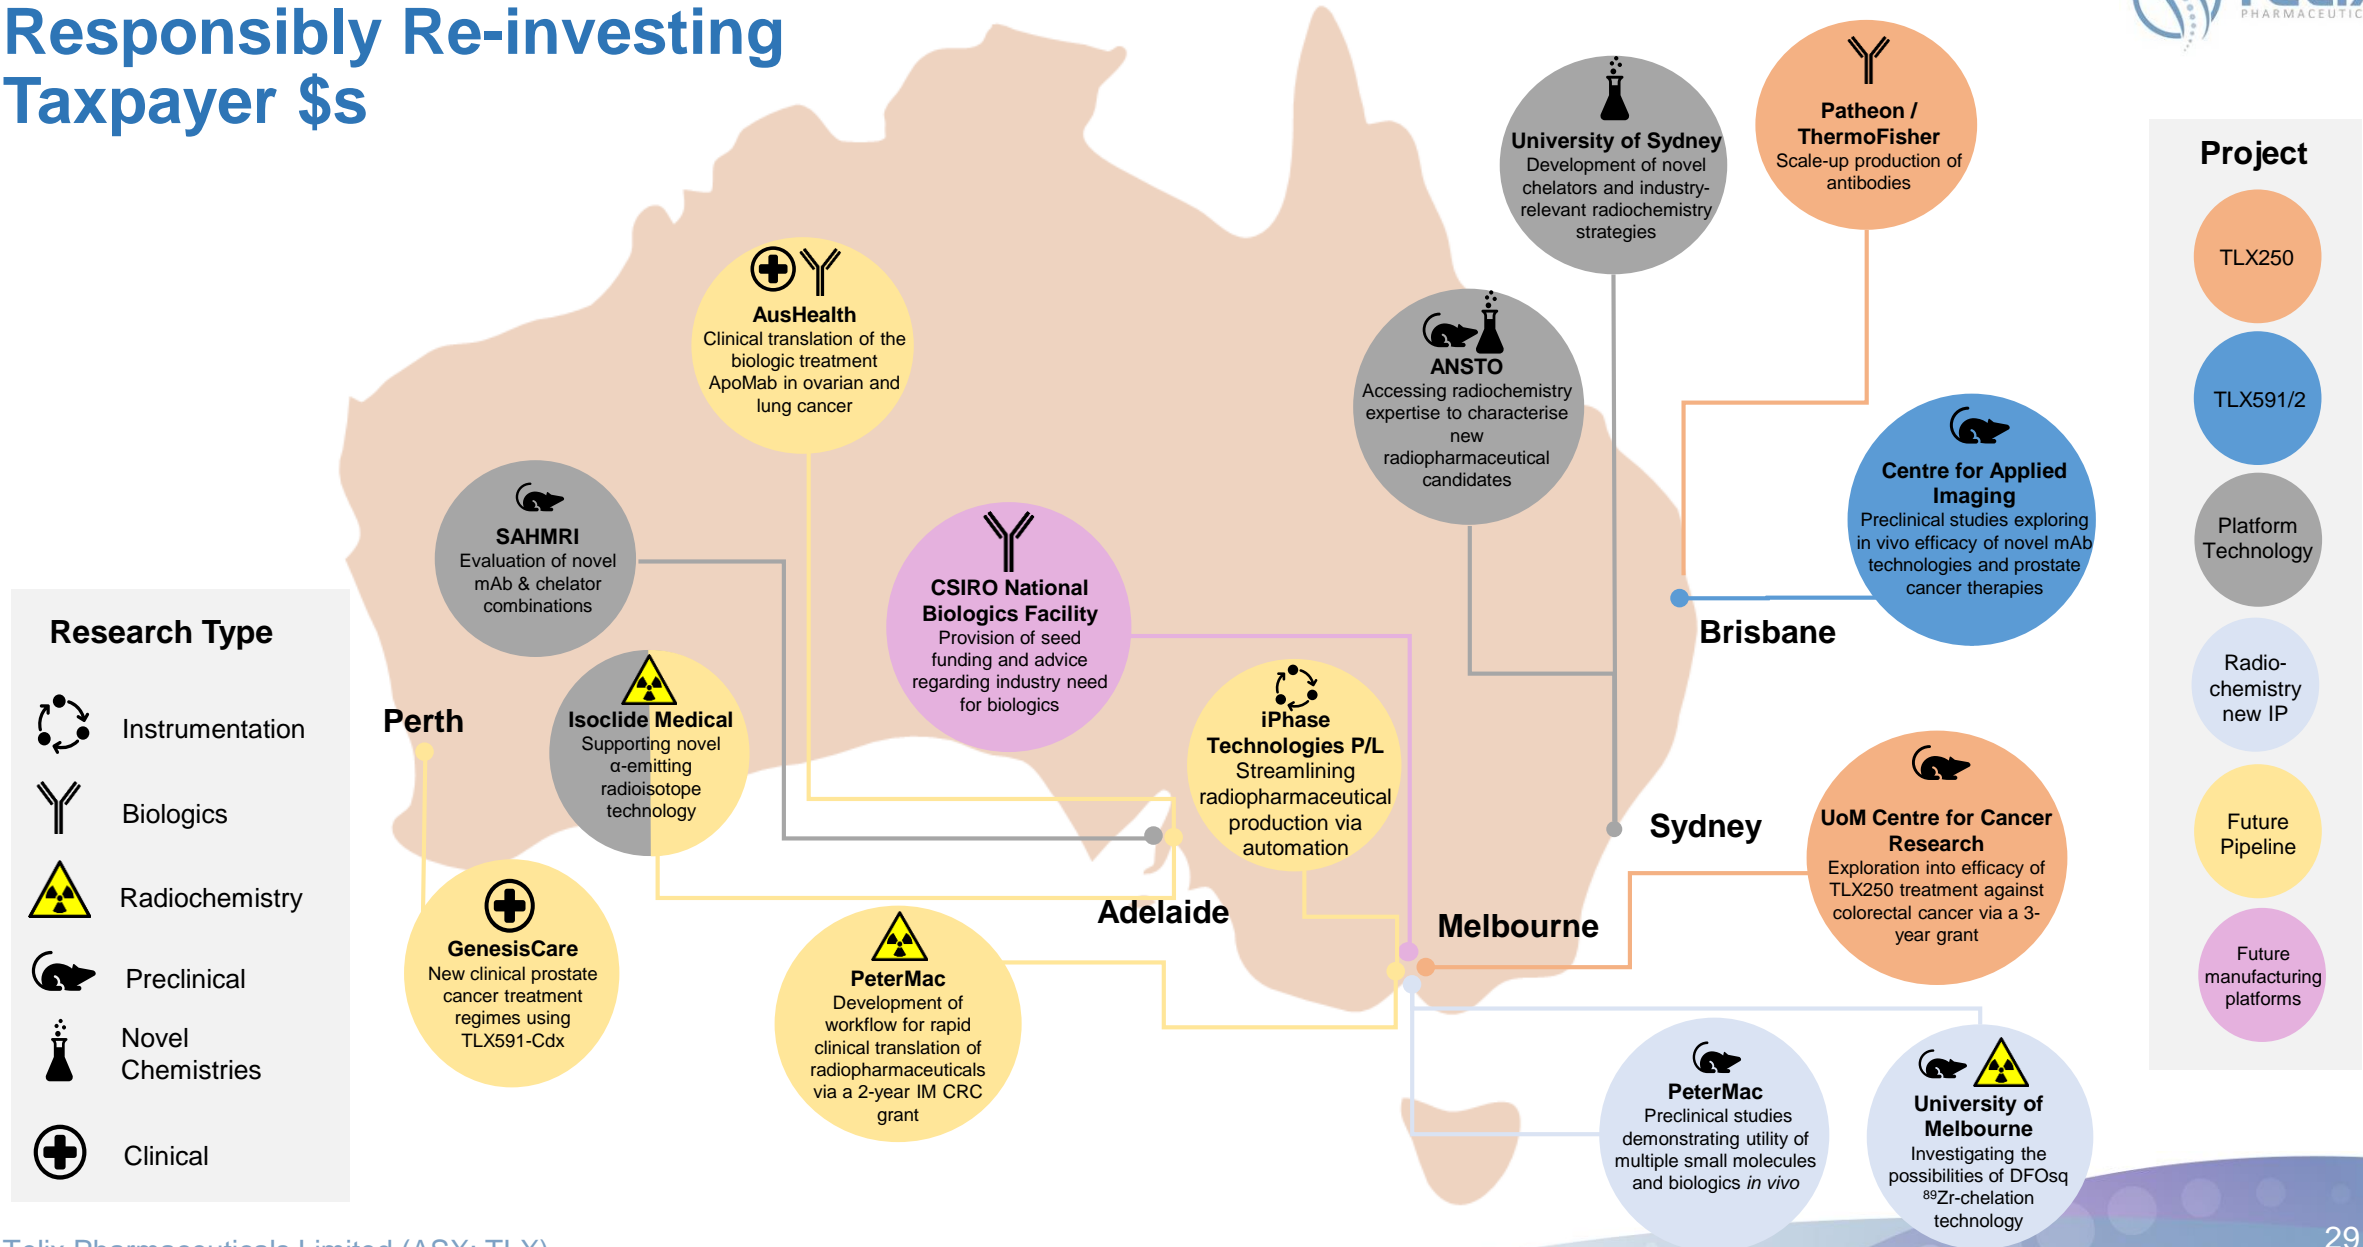 Responsibly Re-investing
Taxpayer $s
PHARMACEUTIC
University of Sydney
Development of novel
chelators and industry-
relevant radiochemistry
strategies
Patheon /
ThermoFisher
Scale-up production of
antibodies
AusHealth
Clinical translation of the
biologic treatment
ApoMab in ovarian and
lung cancer
ANSTO
Accessing radiochemistry
expertise to characterise
new
radiopharmaceutical
candidates
Centre for Applied
Imaging
Preclinical studies exploring
in vivo efficacy of novel mAb
technologies and prostate
cancer therapies
SAHMRI
Evaluation of novel
mAb & chelator
combinations
CSIRO National
Biologics Facility
Provision of seed
funding and advice
regarding industry need
for biologics
Isoclide Medical
Supporting novel
α-emitting
radioisotope
technology
iPhase
Technologies P/L
Streamlining
radiopharmaceutical
production via
automation
UoM Centre for Cancer
Research
Exploration into efficacy of
TLX250 treatment against
colorectal cancer via a 3-
year grant
GenesisCare
New clinical prostate
cancer treatment
regimes using
TLX591-Cdx
PeterMac
Development of
workflow for rapid
clinical translation of
radiopharmaceuticals
via a 2-year IM CRC
grant
PeterMac
Preclinical studies
demonstrating utility of
multiple small molecules
and biologics in vivo
University of
Melbourne
Investigating the
possibilities of DFOsq
⁸⁹Zr-chelation
technology
Perth
Adelaide
Melbourne
Sydney
Brisbane
Research Type
Instrumentation
Biologics
Radiochemistry
Preclinical
Novel
Chemistries
Clinical
Project
TLX250
TLX591/2
Platform
Technology
Radio-
chemistry
new IP
Future
Pipeline
Future
manufacturing
platforms
Telix Pharmaceuticals Limited (ASX: TLX)
29